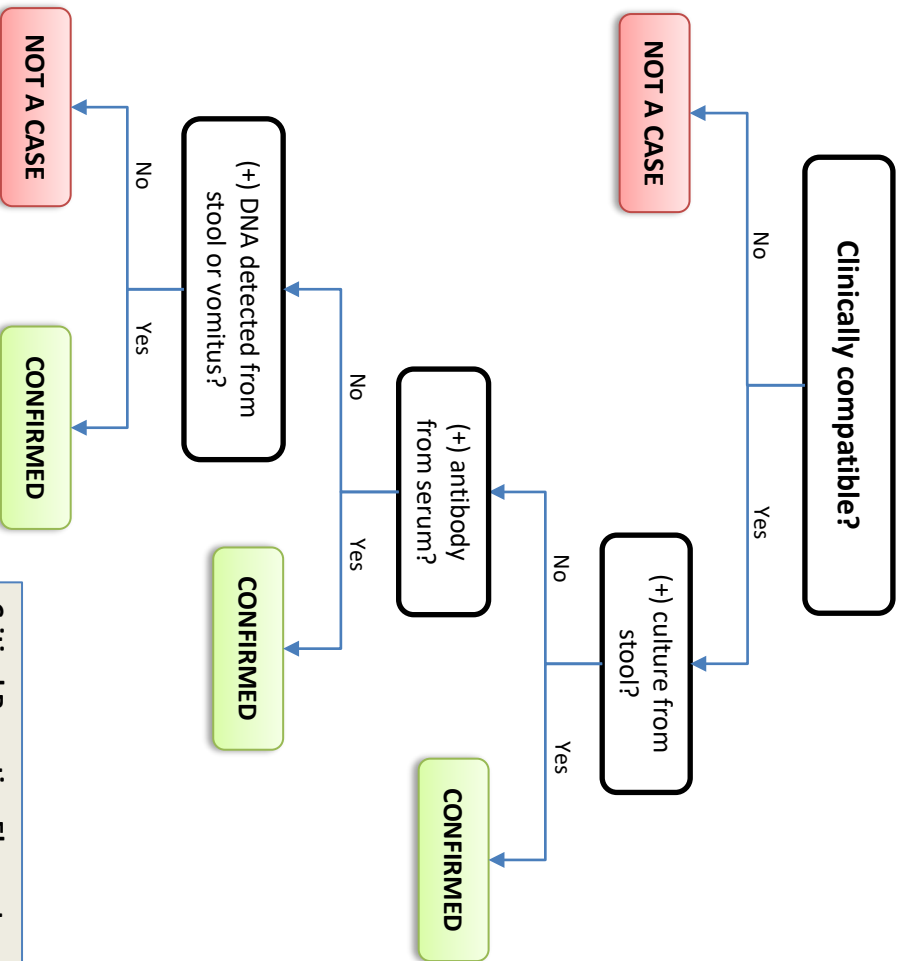 Clinically compatible?
No
Yes
NOT A CASE
(+) culture from
stool?
No
Yes
(+) antibody
from serum?
CONFIRMED
No
Yes
(+) DNA detected from
stool or vomitus?
CONFIRMED
No
Yes
NOT A CASE
CONFIRMED